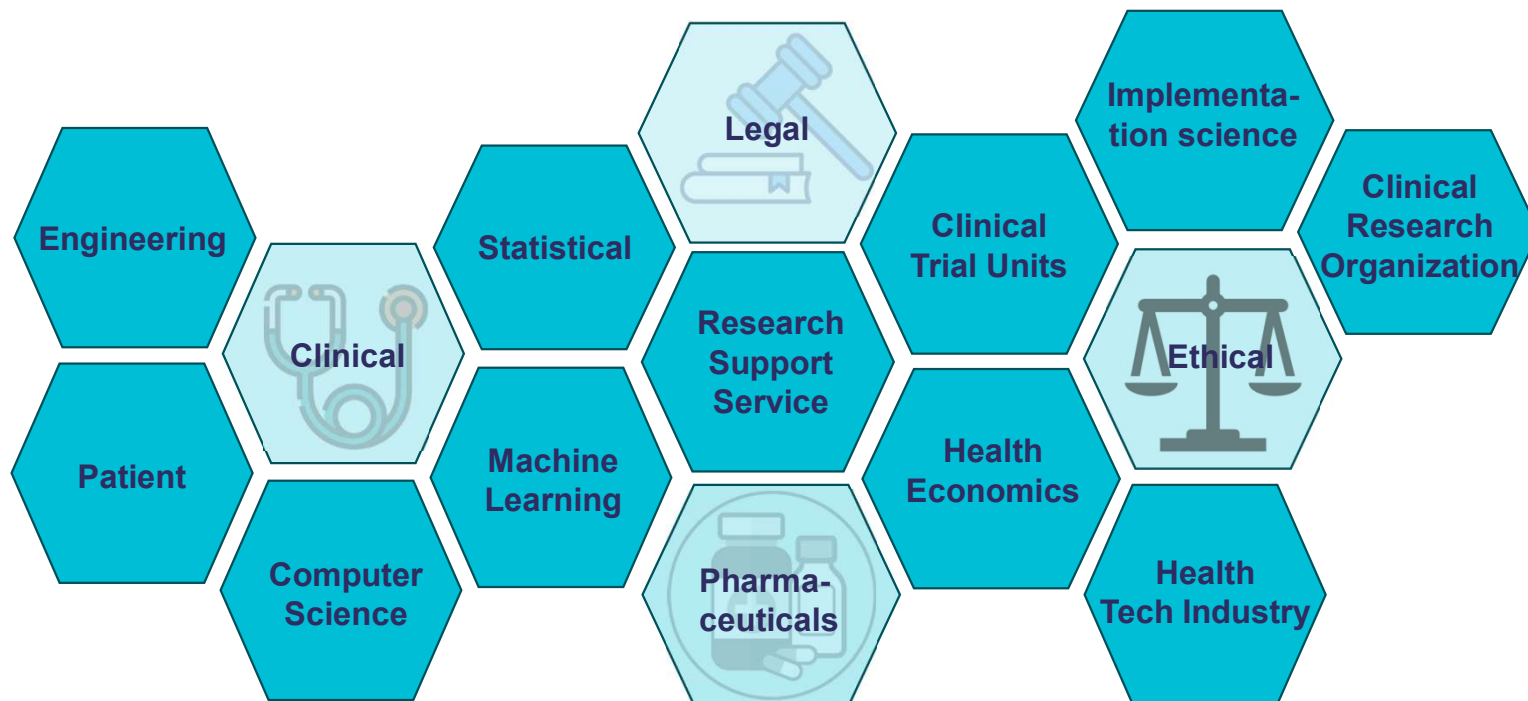 Engineering
Patient
Clinical
Computer
Science
Statistical
Machine
Learning
Legal
Research
Support
Service
Pharma-
ceuticals
Clinical
Trial Units
Health
Economics
Implementa-
tion science
Ethical
Health
Tech Industry
Clinical
Research
Organization